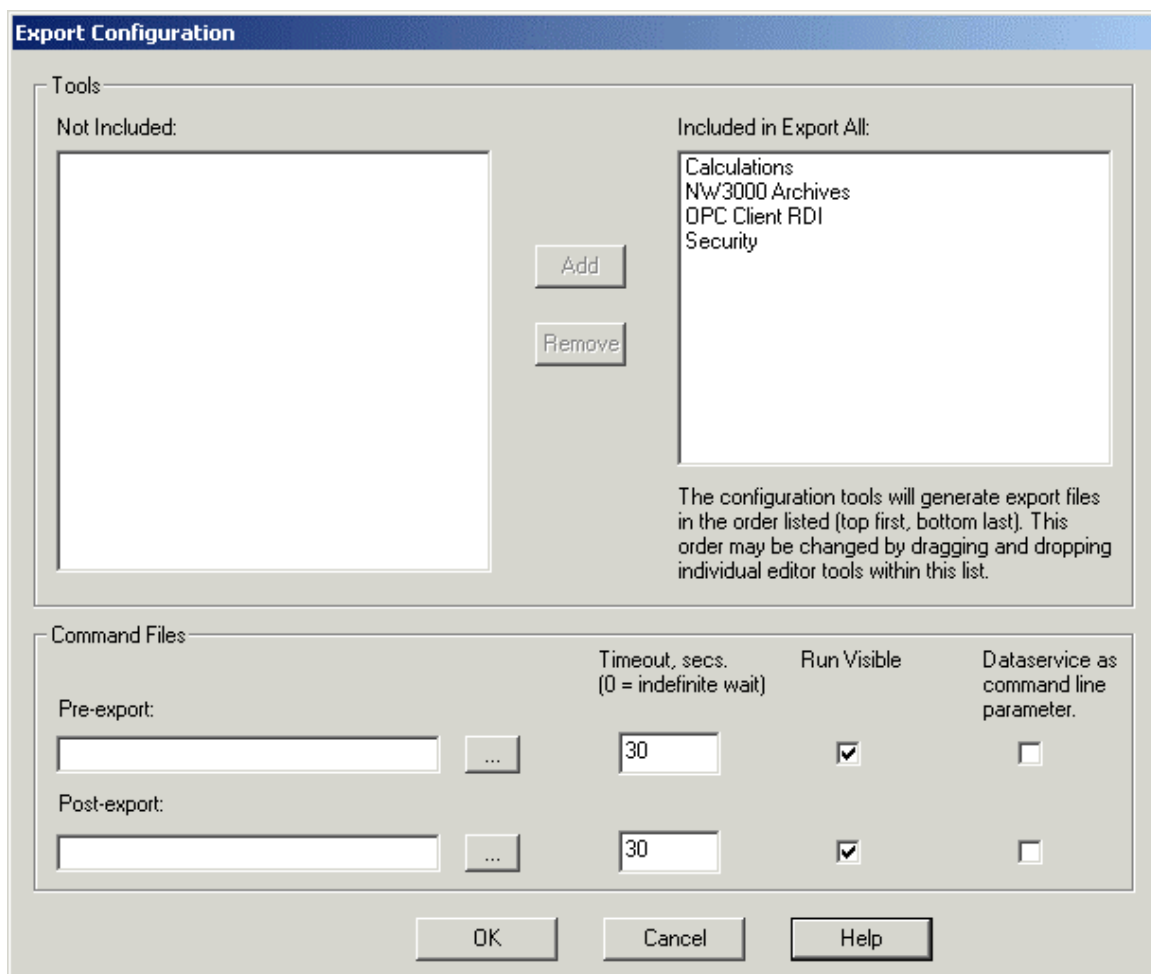 Export Configuration
Tools
Not Included:
Included in Export All:
Calculations
NW3000 Archives
OPC Client RDI
Security
Add
Remove
The configuration tools will generate export files
in the order listed (top first, bottom last). This
order may be changed by dragging and dropping
individual editor tools within this list.
Command Files
Timeout, secs.
(0 = indefinite wait)
Run Visible
Dataservice as
command line
parameter.
Pre-export:
...
30
Post-export:
...
30
OK
Cancel
Help